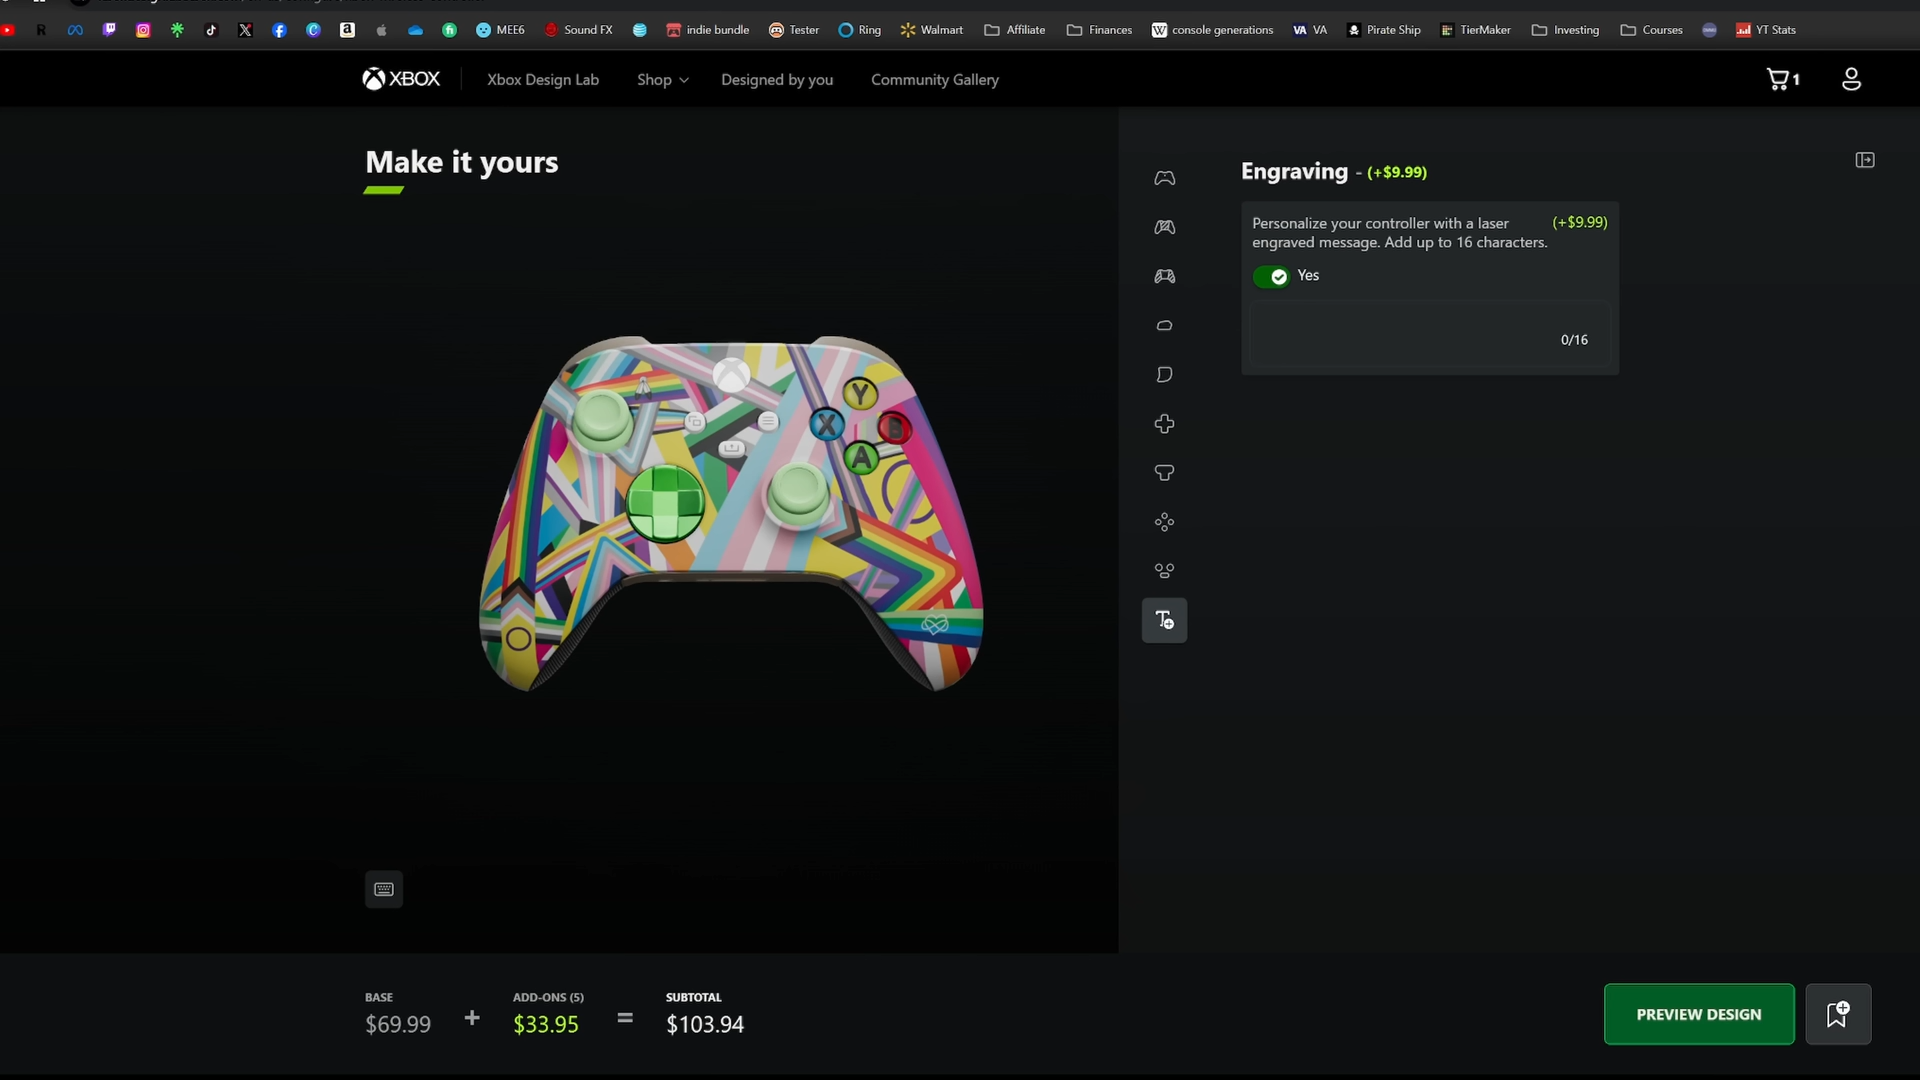 MEE6
Sound FX
indie bundle
Tester
Ring
Walmart
Affiliate
Finances
console generations
VA VA
Pirate Ship
TierMaker
Investing
Courses
YT Stats
XBOX
Xbox Design Lab
Shop
Designed by you
Community Gallery
1
Make it yours
Y
X
B
A
Engraving - (+$9.99)
Personalize your controller with a laser
engraved message. Add up to 16 characters.
(+$9.99)
Yes
0/16
BASE
$69.99
+
ADD-ONS (5)
$33.95
=
SUBTOTAL
$103.94
PREVIEW DESIGN